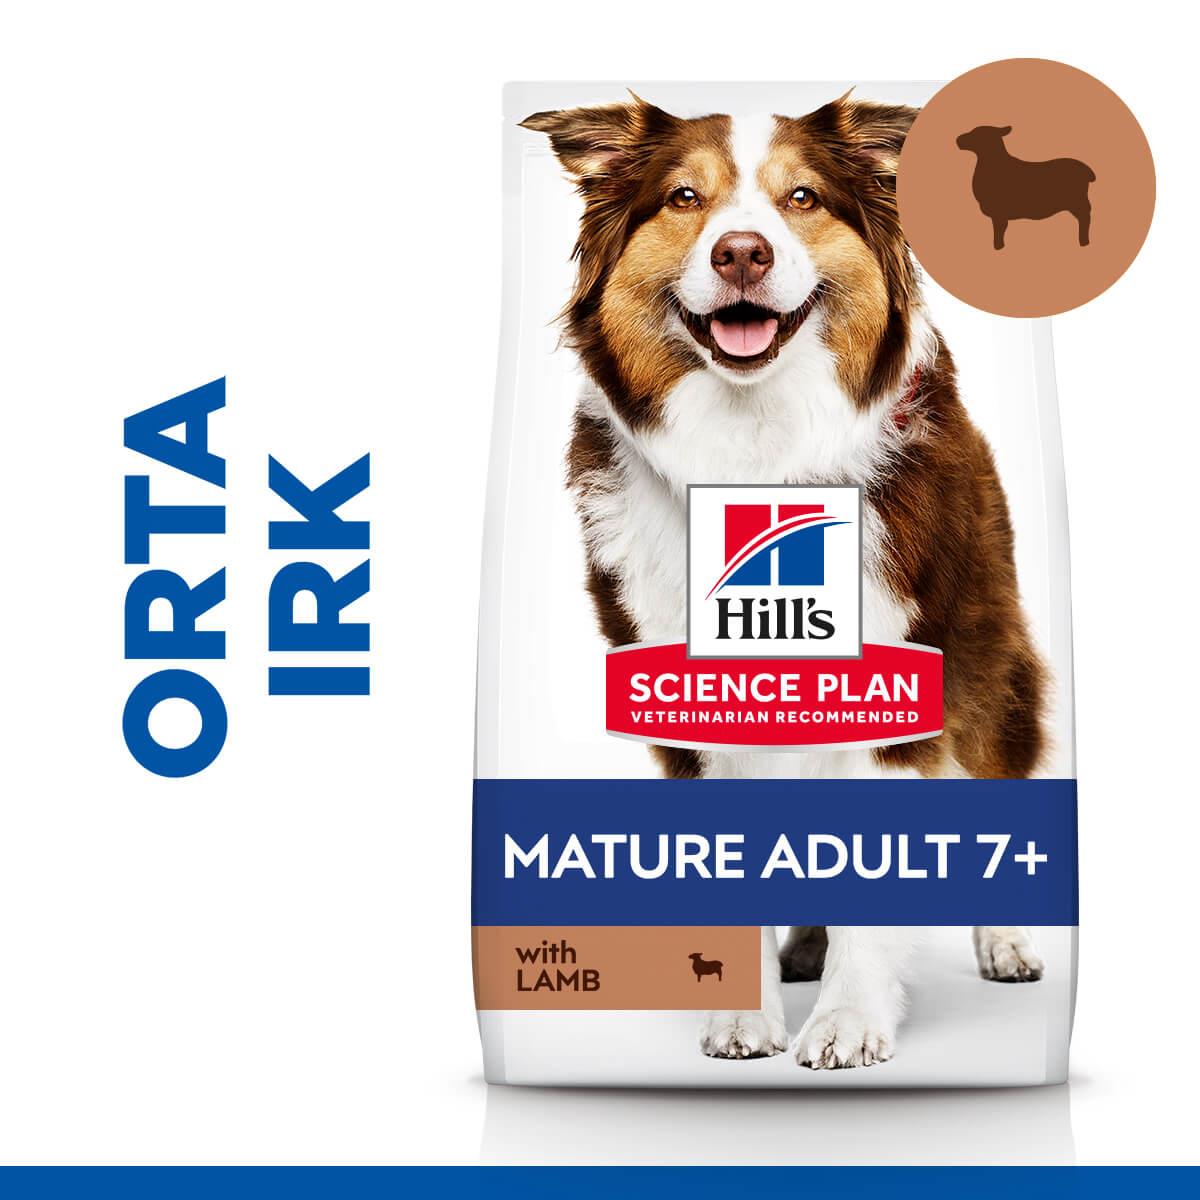 ORTA
IRK
Hill's
SCIENCE PLAN
VETERINARIAN RECOMMENDED
MATURE ADULT 7+
with
LAMB